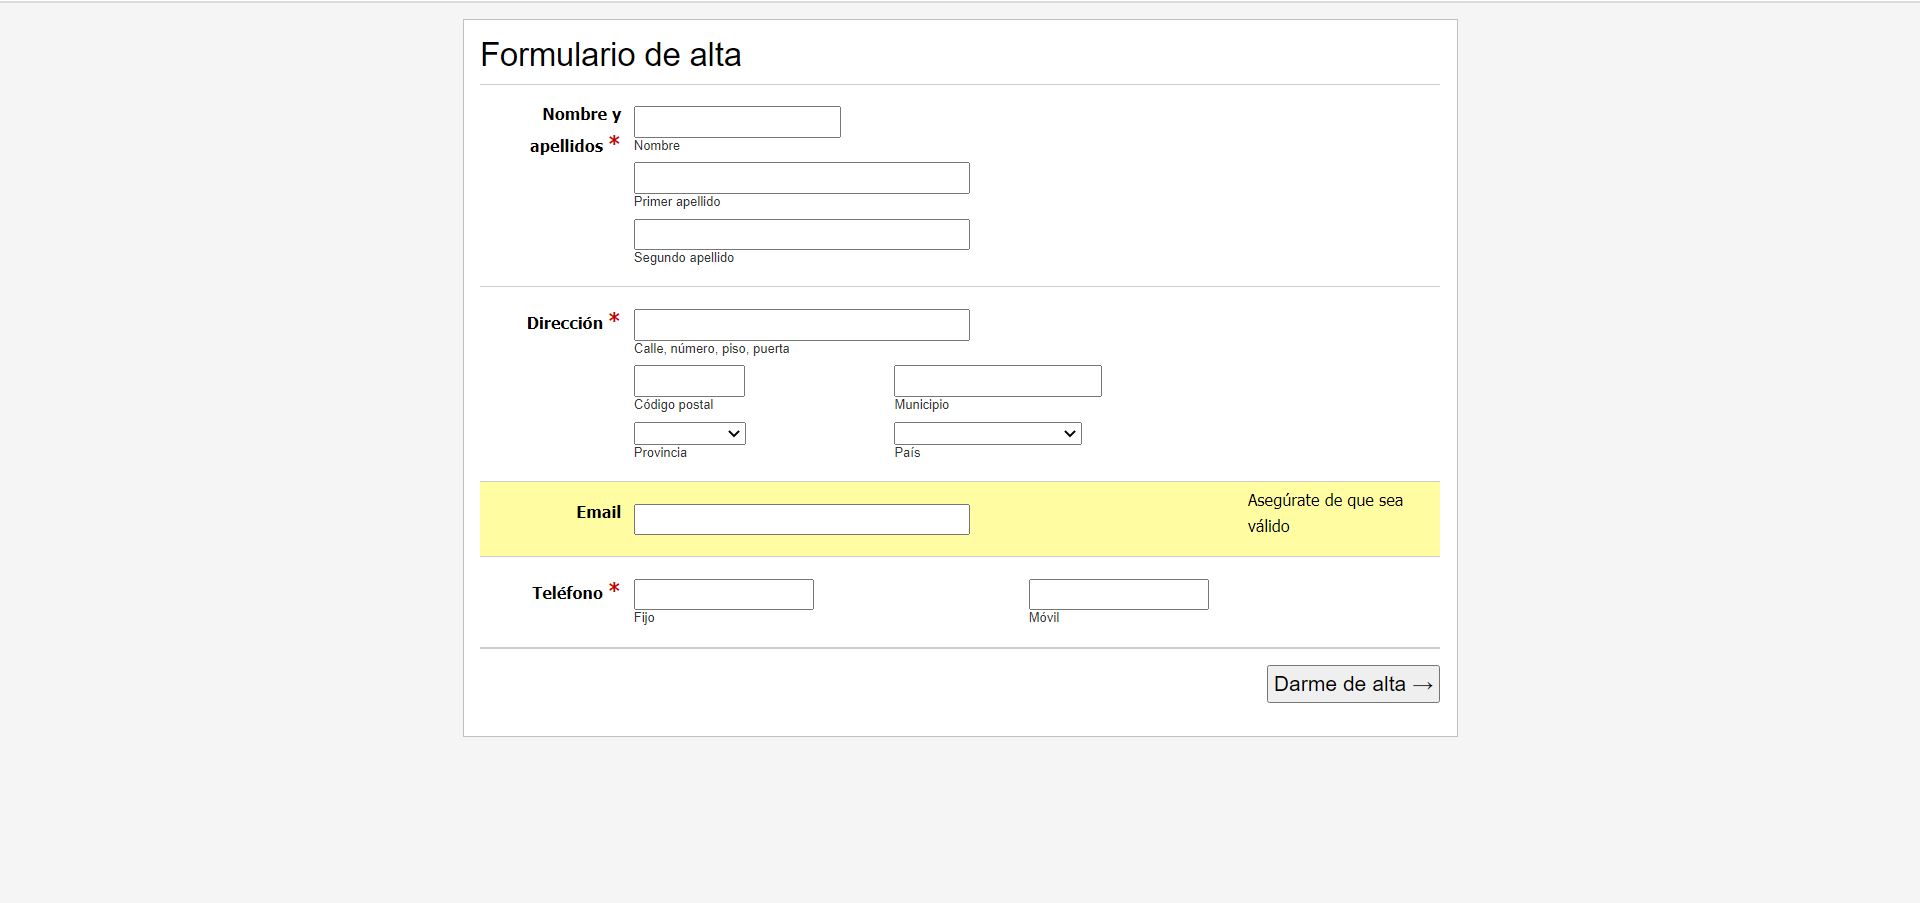 Formulario de alta
Nombre y
apellidos *
Nombre
Primer apellido
Segundo apellido
Dirección *
Calle, número, piso, puerta
Código postal
Municipio
Provincia
País
Email
Asegúrate de que sea
válido
Teléfono *
Fijo
Móvil
Darme de alta →